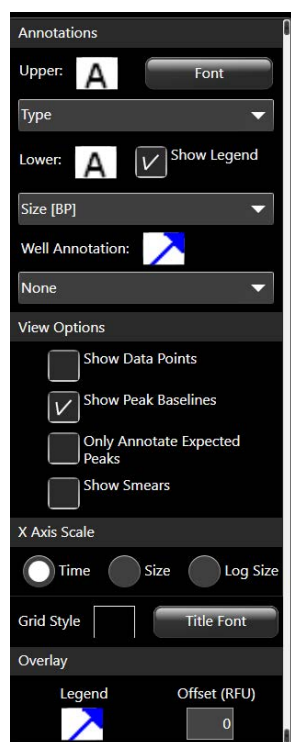 Annotations
Upper: A Font
Type
Lower: A Show Legend
Size [BP]
Well Annotation:
None
View Options
Show Data Points
Show Peak Baselines
Only Annotate Expected
Peaks
Show Smears
X Axis Scale
Time Size Log Size
Grid Style Title Font
Overlay
Legend Offset (RFU)
0